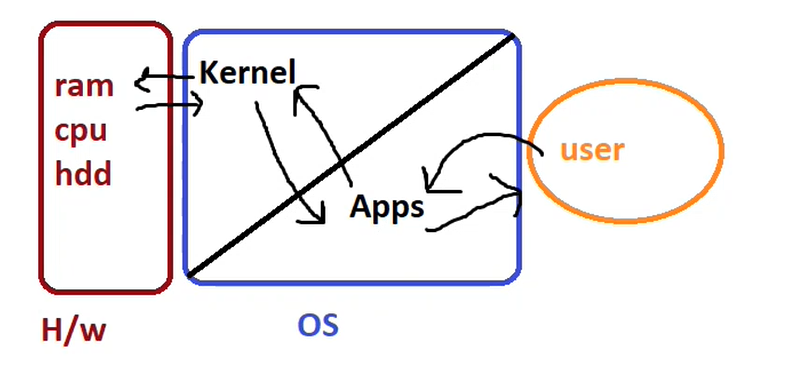 ram
cpu
hdd
H/w
Kernel
Apps
OS
user